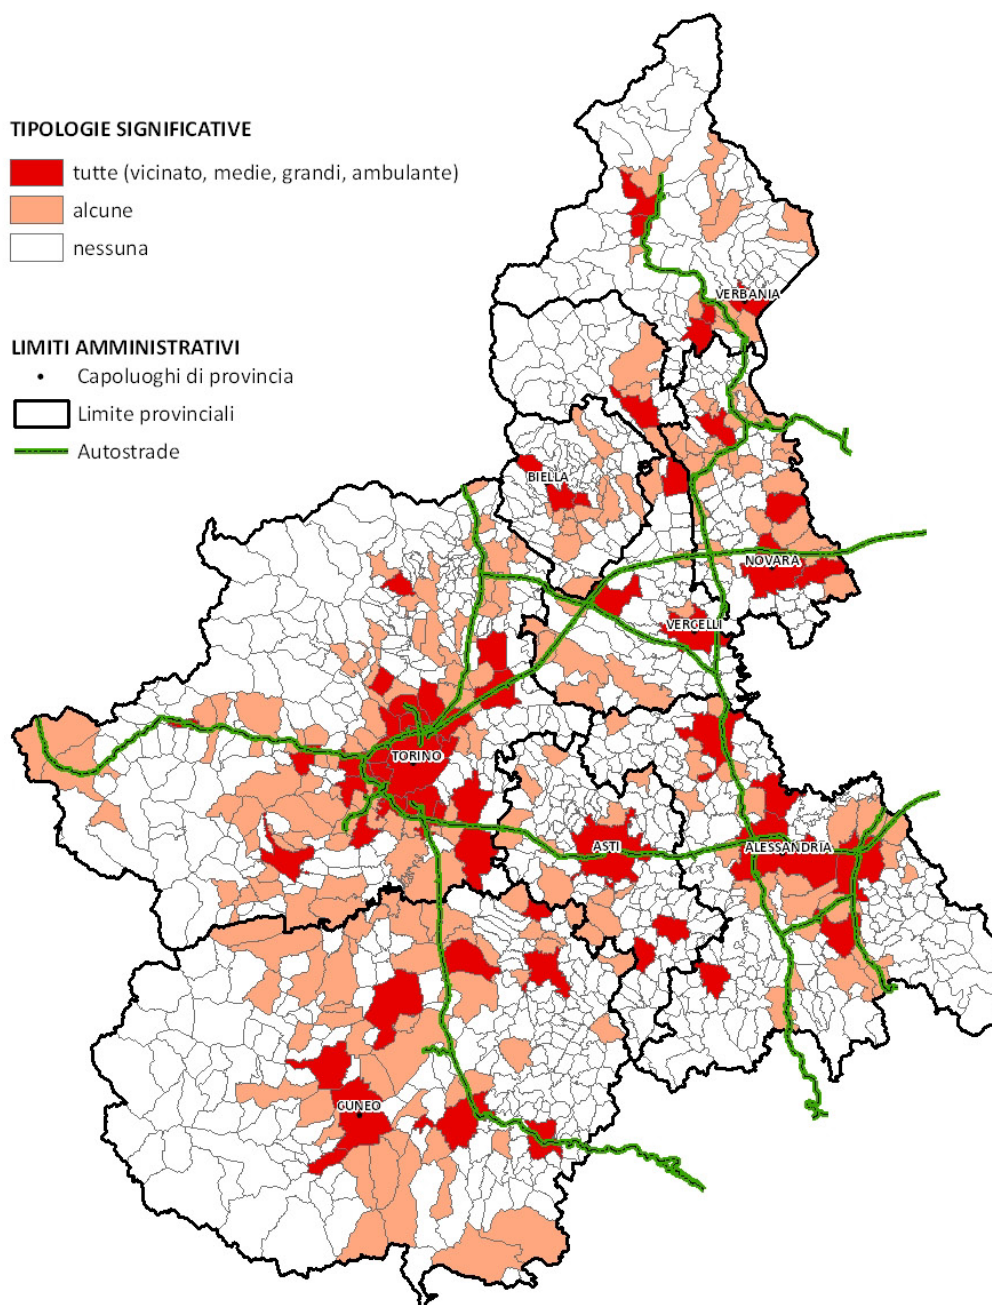 TIPOLOGIE SIGNIFICATIVE
tutte (vicinato, medie, grandi, ambulante)
alcune
nessuna
LIMITI AMMINISTRATIVI
Capoluoghi di provincia
Limite provinciali
Autostrade
VERBANIA
BIELLA
NOVARA
VERCELLI
TORINO
ASTI
ALESSANDRIA
CUNEO